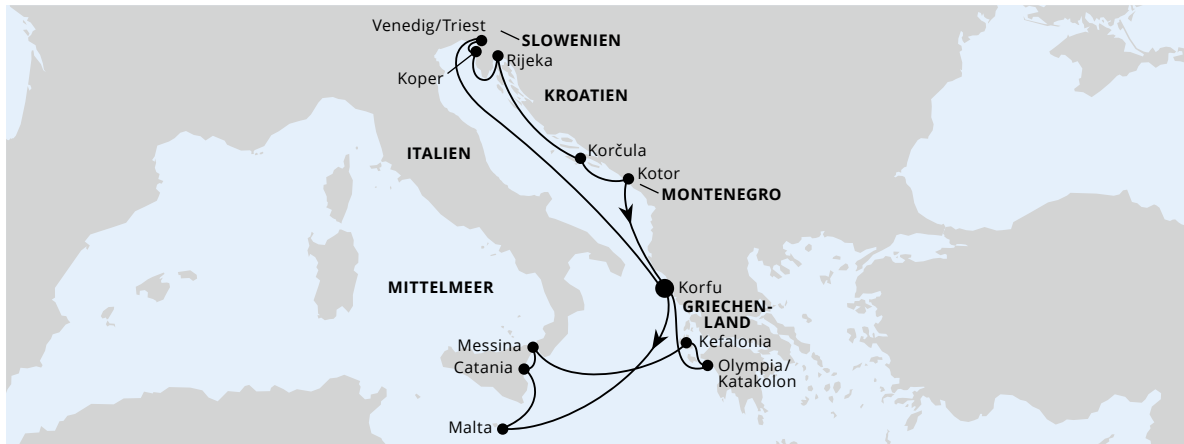 Venedig/Triest
SLOWENIEN
Rijeka
Koper
KROATIEN
ITALIEN
Korčula
Kotor
MONTENEGRO
MITTELMEER
Korfu
GRIECHEN-
LAND
Kefalonia
Messina
Catania
Olympia/
Katakolon
Malta